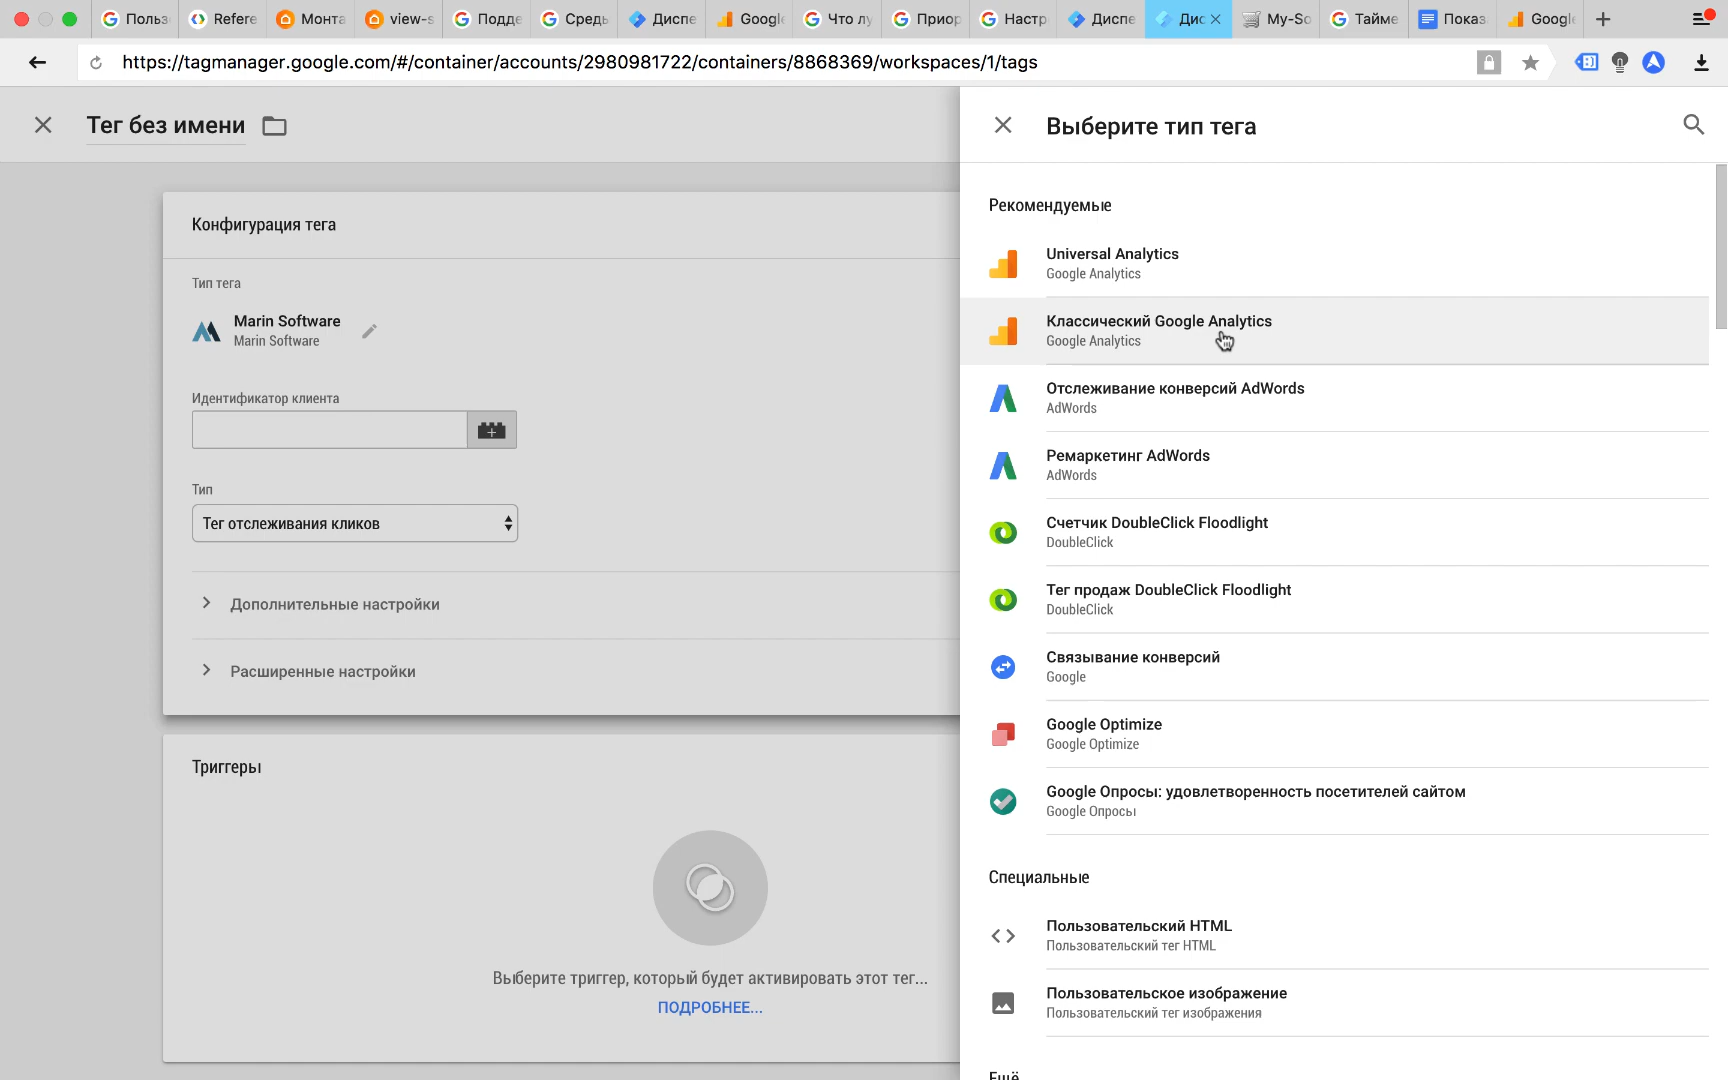 Польз
Refere
Монта
view-s
Подде
Средь
Диспе
Google
Что лу
Приор
Настр
Диспе
Дис
My-So
Тайме
Показ
Google
https://tagmanager.google.com/#/container/accounts/2980981722/containers/8868369/workspaces/1/tags
Тег без имени
Конфигурация тега
Тип тега
Marin Software
Marin Software
Идентификатор клиента
Тип
Тег отслеживания кликов
Дополнительные настройки
Расширенные настройки
Триггеры
Выберите триггер, который будет активировать этот тег...
ПОДРОБНЕЕ...
Выберите тип тега
Рекомендуемые
Universal Analytics
Google Analytics
Классический Google Analytics
Google Analytics
Отслеживание конверсий AdWords
AdWords
Ремаркетинг AdWords
AdWords
Счетчик DoubleClick Floodlight
DoubleClick
Тег продаж DoubleClick Floodlight
DoubleClick
Связывание конверсий
Google
Google Optimize
Google Optimize
Google Опросы: удовлетворенность посетителей сайтом
Google Опросы
Специальные
Пользовательский HTML
Пользовательский тег HTML
Пользовательское изображение
Пользовательский тег изображения
Ещё